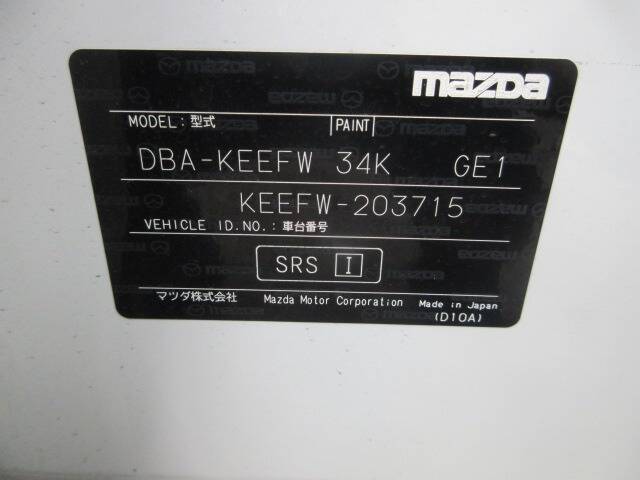 mazda
MODEL:型式 PAINT
DBA-KEEFW 34K GE1
KEEFW-203715
VEHICLE ID.NO.:車台番号
SRS I
マツダ株式会社 Mazda Motor Corporation Made in Japan
(D10A)